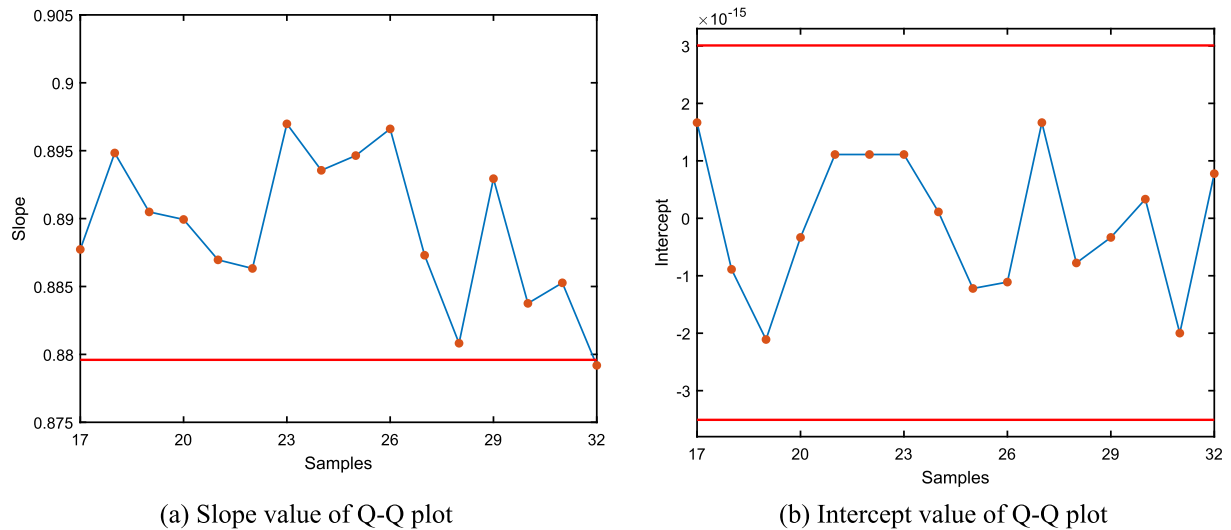 0.905
0.9
0.895
0.89
0.885
0.88
0.875
Slope
17 20 23 26 29 32
Samples
(a) Slope value of Q-Q plot
×10⁻¹⁵
3
2
1
0
-1
-2
-3
Intercept
17 20 23 26 29 32
Samples
(b) Intercept value of Q-Q plot